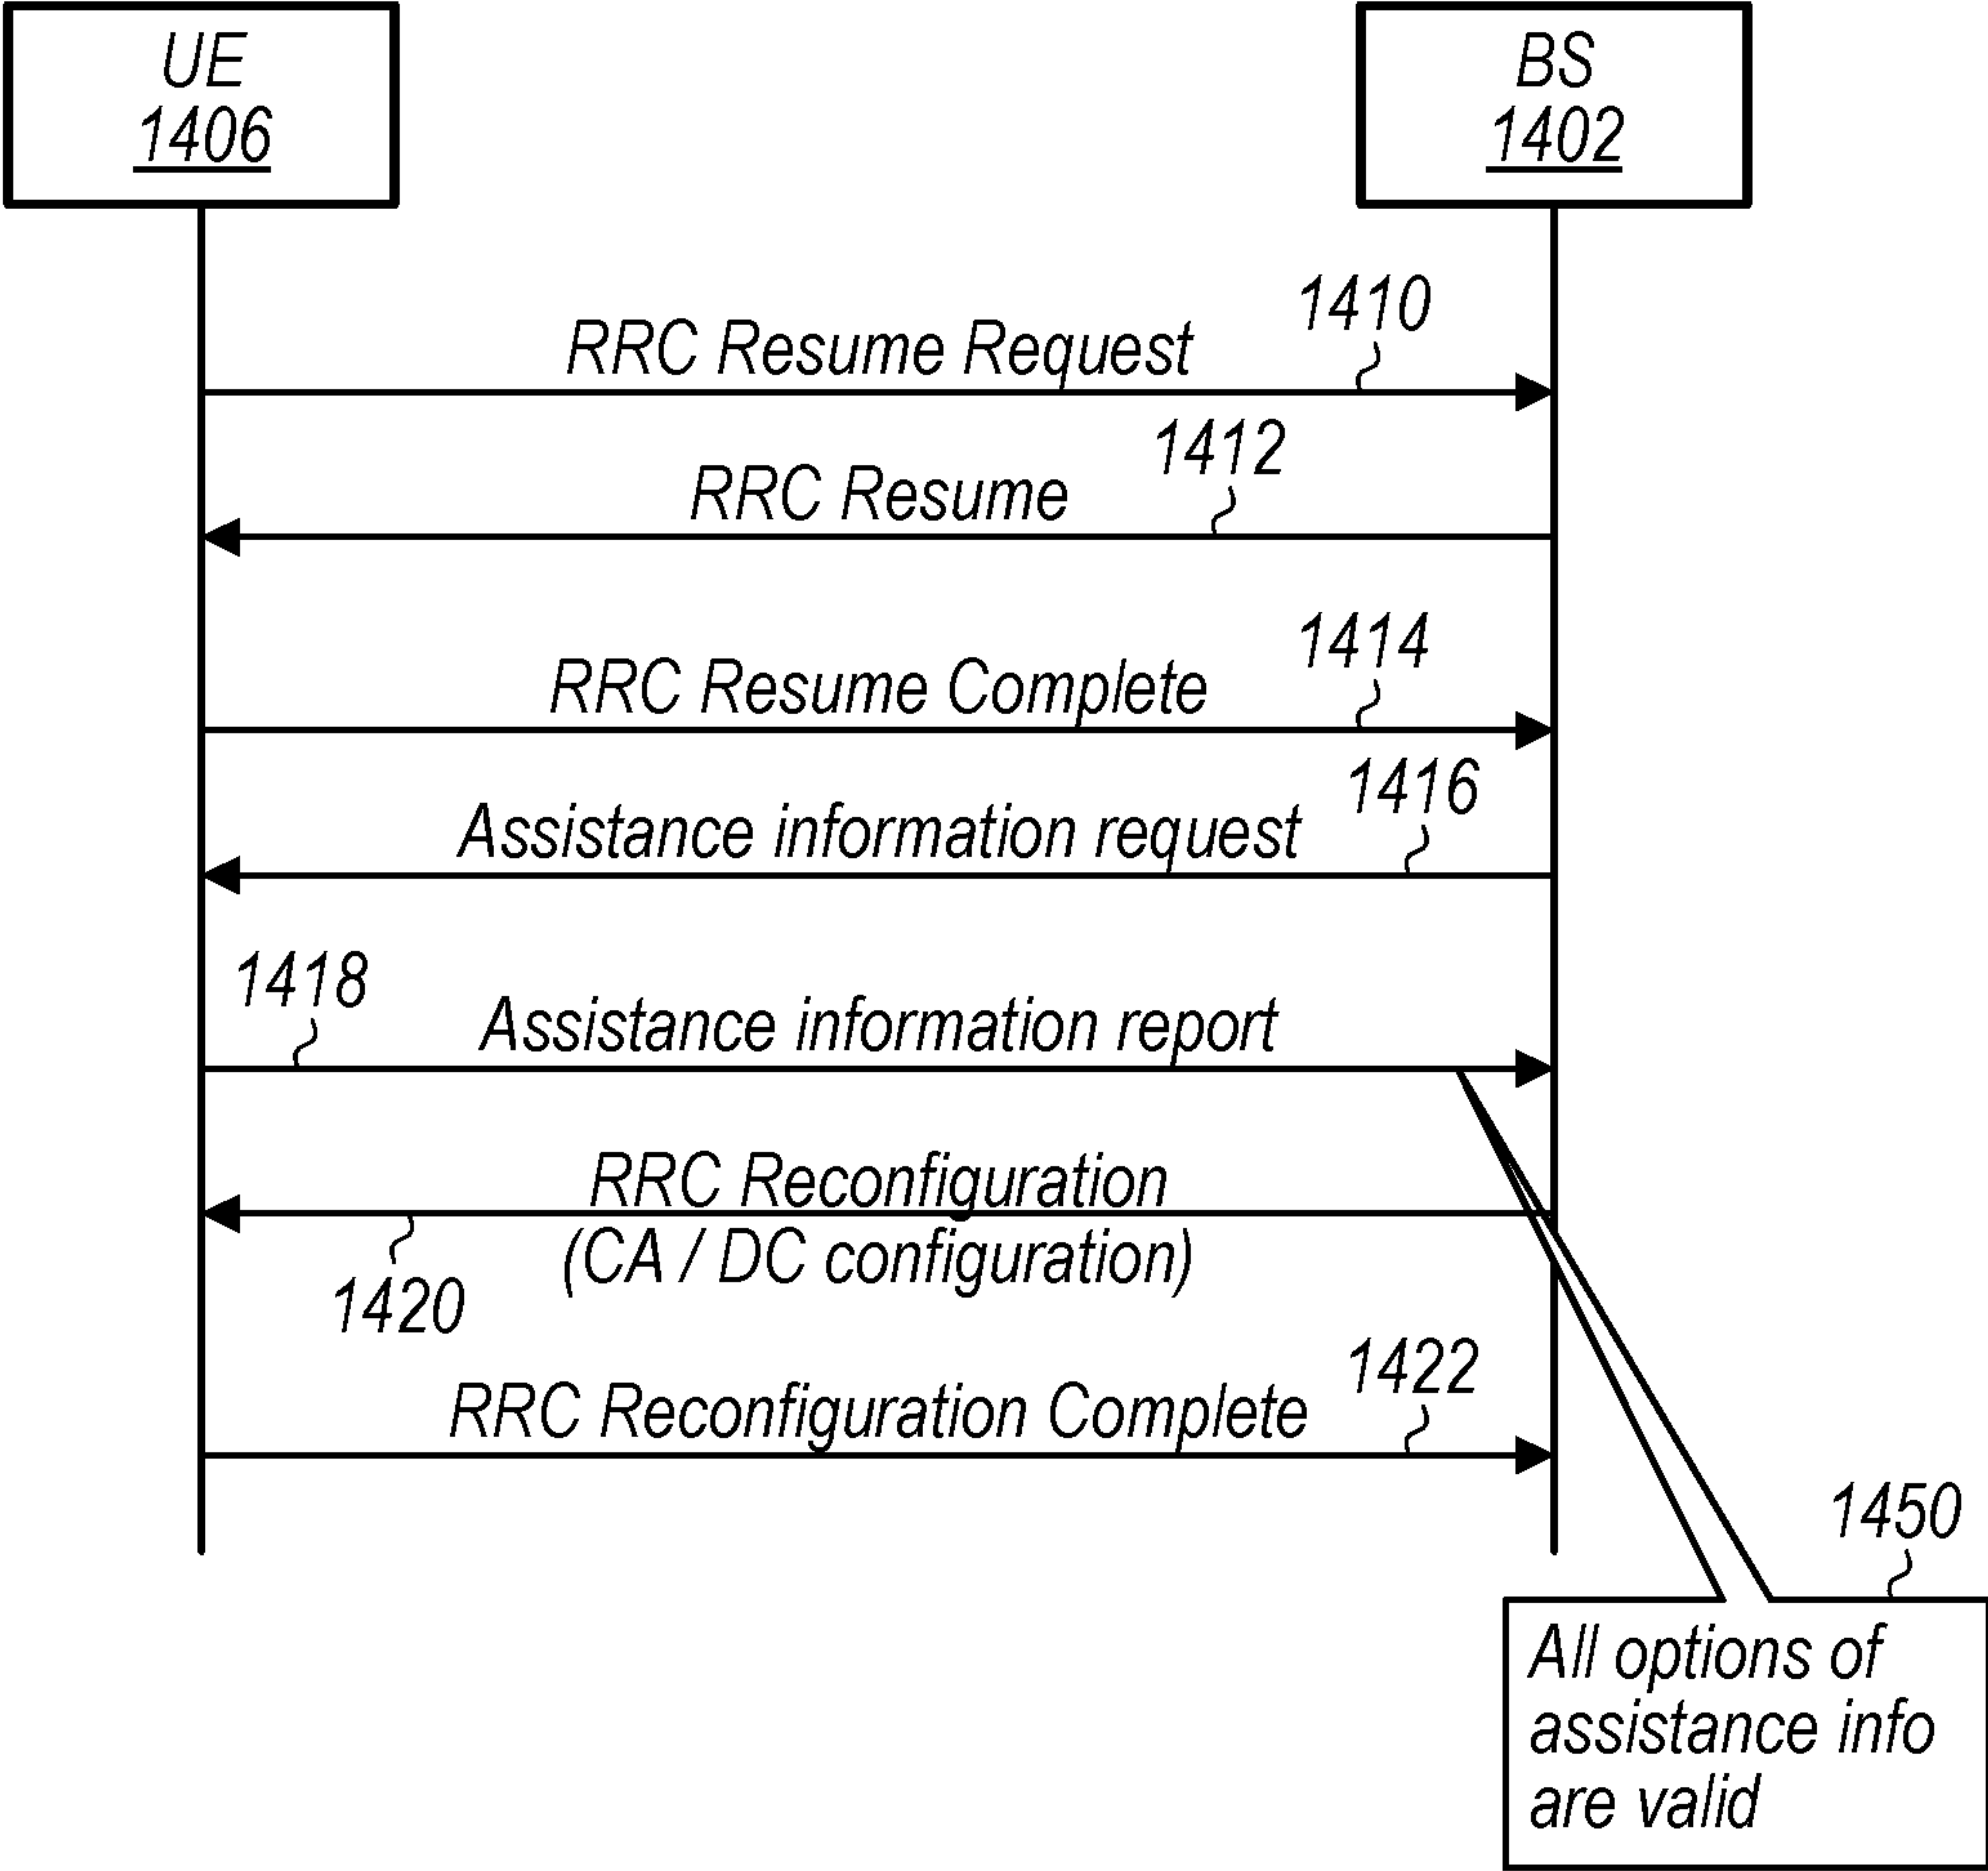 UE
1406
BS
1402
1410
RRC Resume Request
1412
RRC Resume
1414
RRC Resume Complete
1416
Assistance information request
1418
Assistance information report
RRC Reconfiguration
(CA / DC configuration)
1420
1422
RRC Reconfiguration Complete
1450
All options of
assistance info
are valid